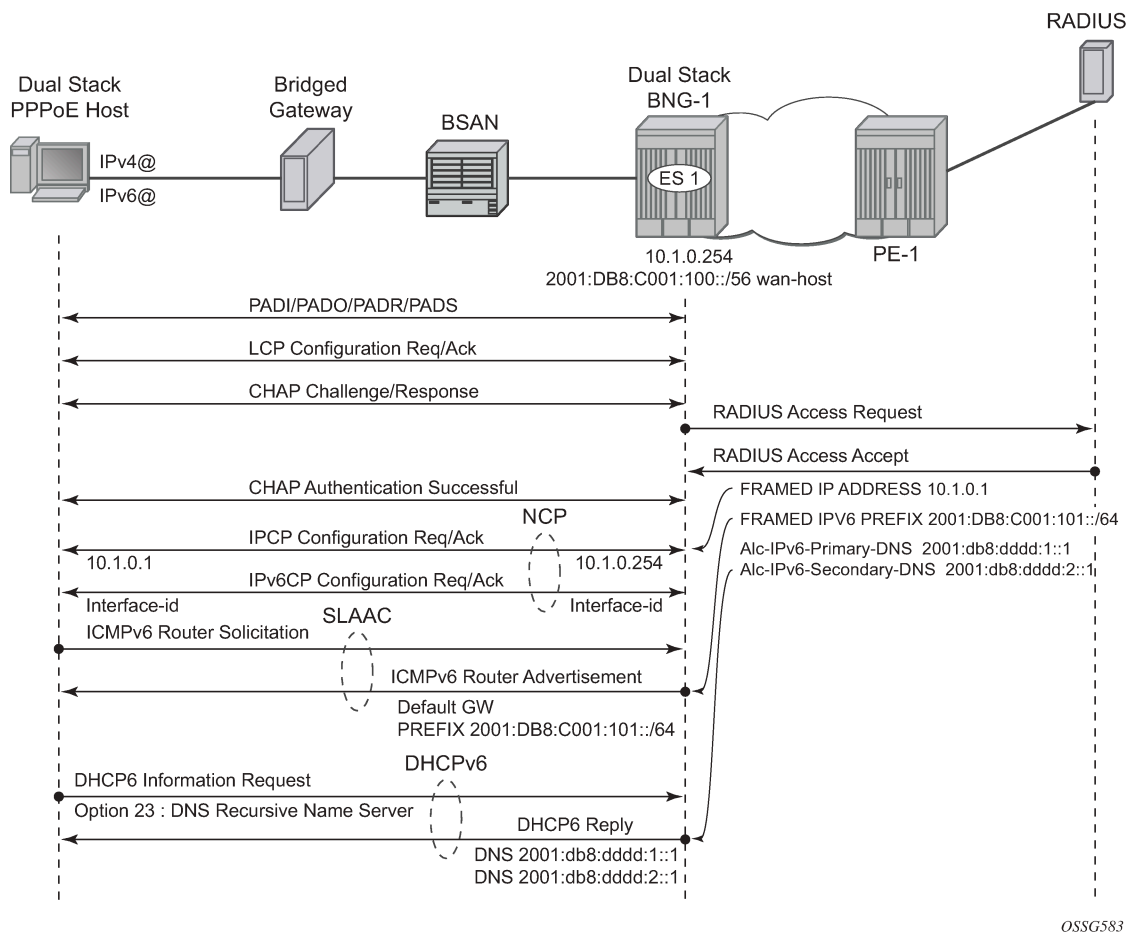 RADIUS
Dual Stack
PPPoE Host
Bridged
Gateway
BSAN
Dual Stack
BNG-1
IPv4@
IPv6@
ES 1
PE-1
10.1.0.254
2001:DB8:C001:100::/56 wan-host
PADI/PADO/PADR/PADS
LCP Configuration Req/Ack
CHAP Challenge/Response
RADIUS Access Request
RADIUS Access Accept
CHAP Authentication Successful
FRAMED IP ADDRESS 10.1.0.1
FRAMED IPV6 PREFIX 2001:DB8:C001:101::/64
Alc-IPv6-Primary-DNS 2001:db8:dddd:1::1
Alc-IPv6-Secondary-DNS 2001:db8:dddd:2::1
NCP
IPCP Configuration Req/Ack
10.1.0.1
10.1.0.254
IPv6CP Configuration Req/Ack
Interface-id
Interface-id
SLAAC
ICMPv6 Router Solicitation
ICMPv6 Router Advertisement
Default GW
PREFIX 2001:DB8:C001:101::/64
DHCPv6
DHCP6 Information Request
Option 23 : DNS Recursive Name Server
DHCP6 Reply
DNS 2001:db8:dddd:1::1
DNS 2001:db8:dddd:2::1
OSSG583